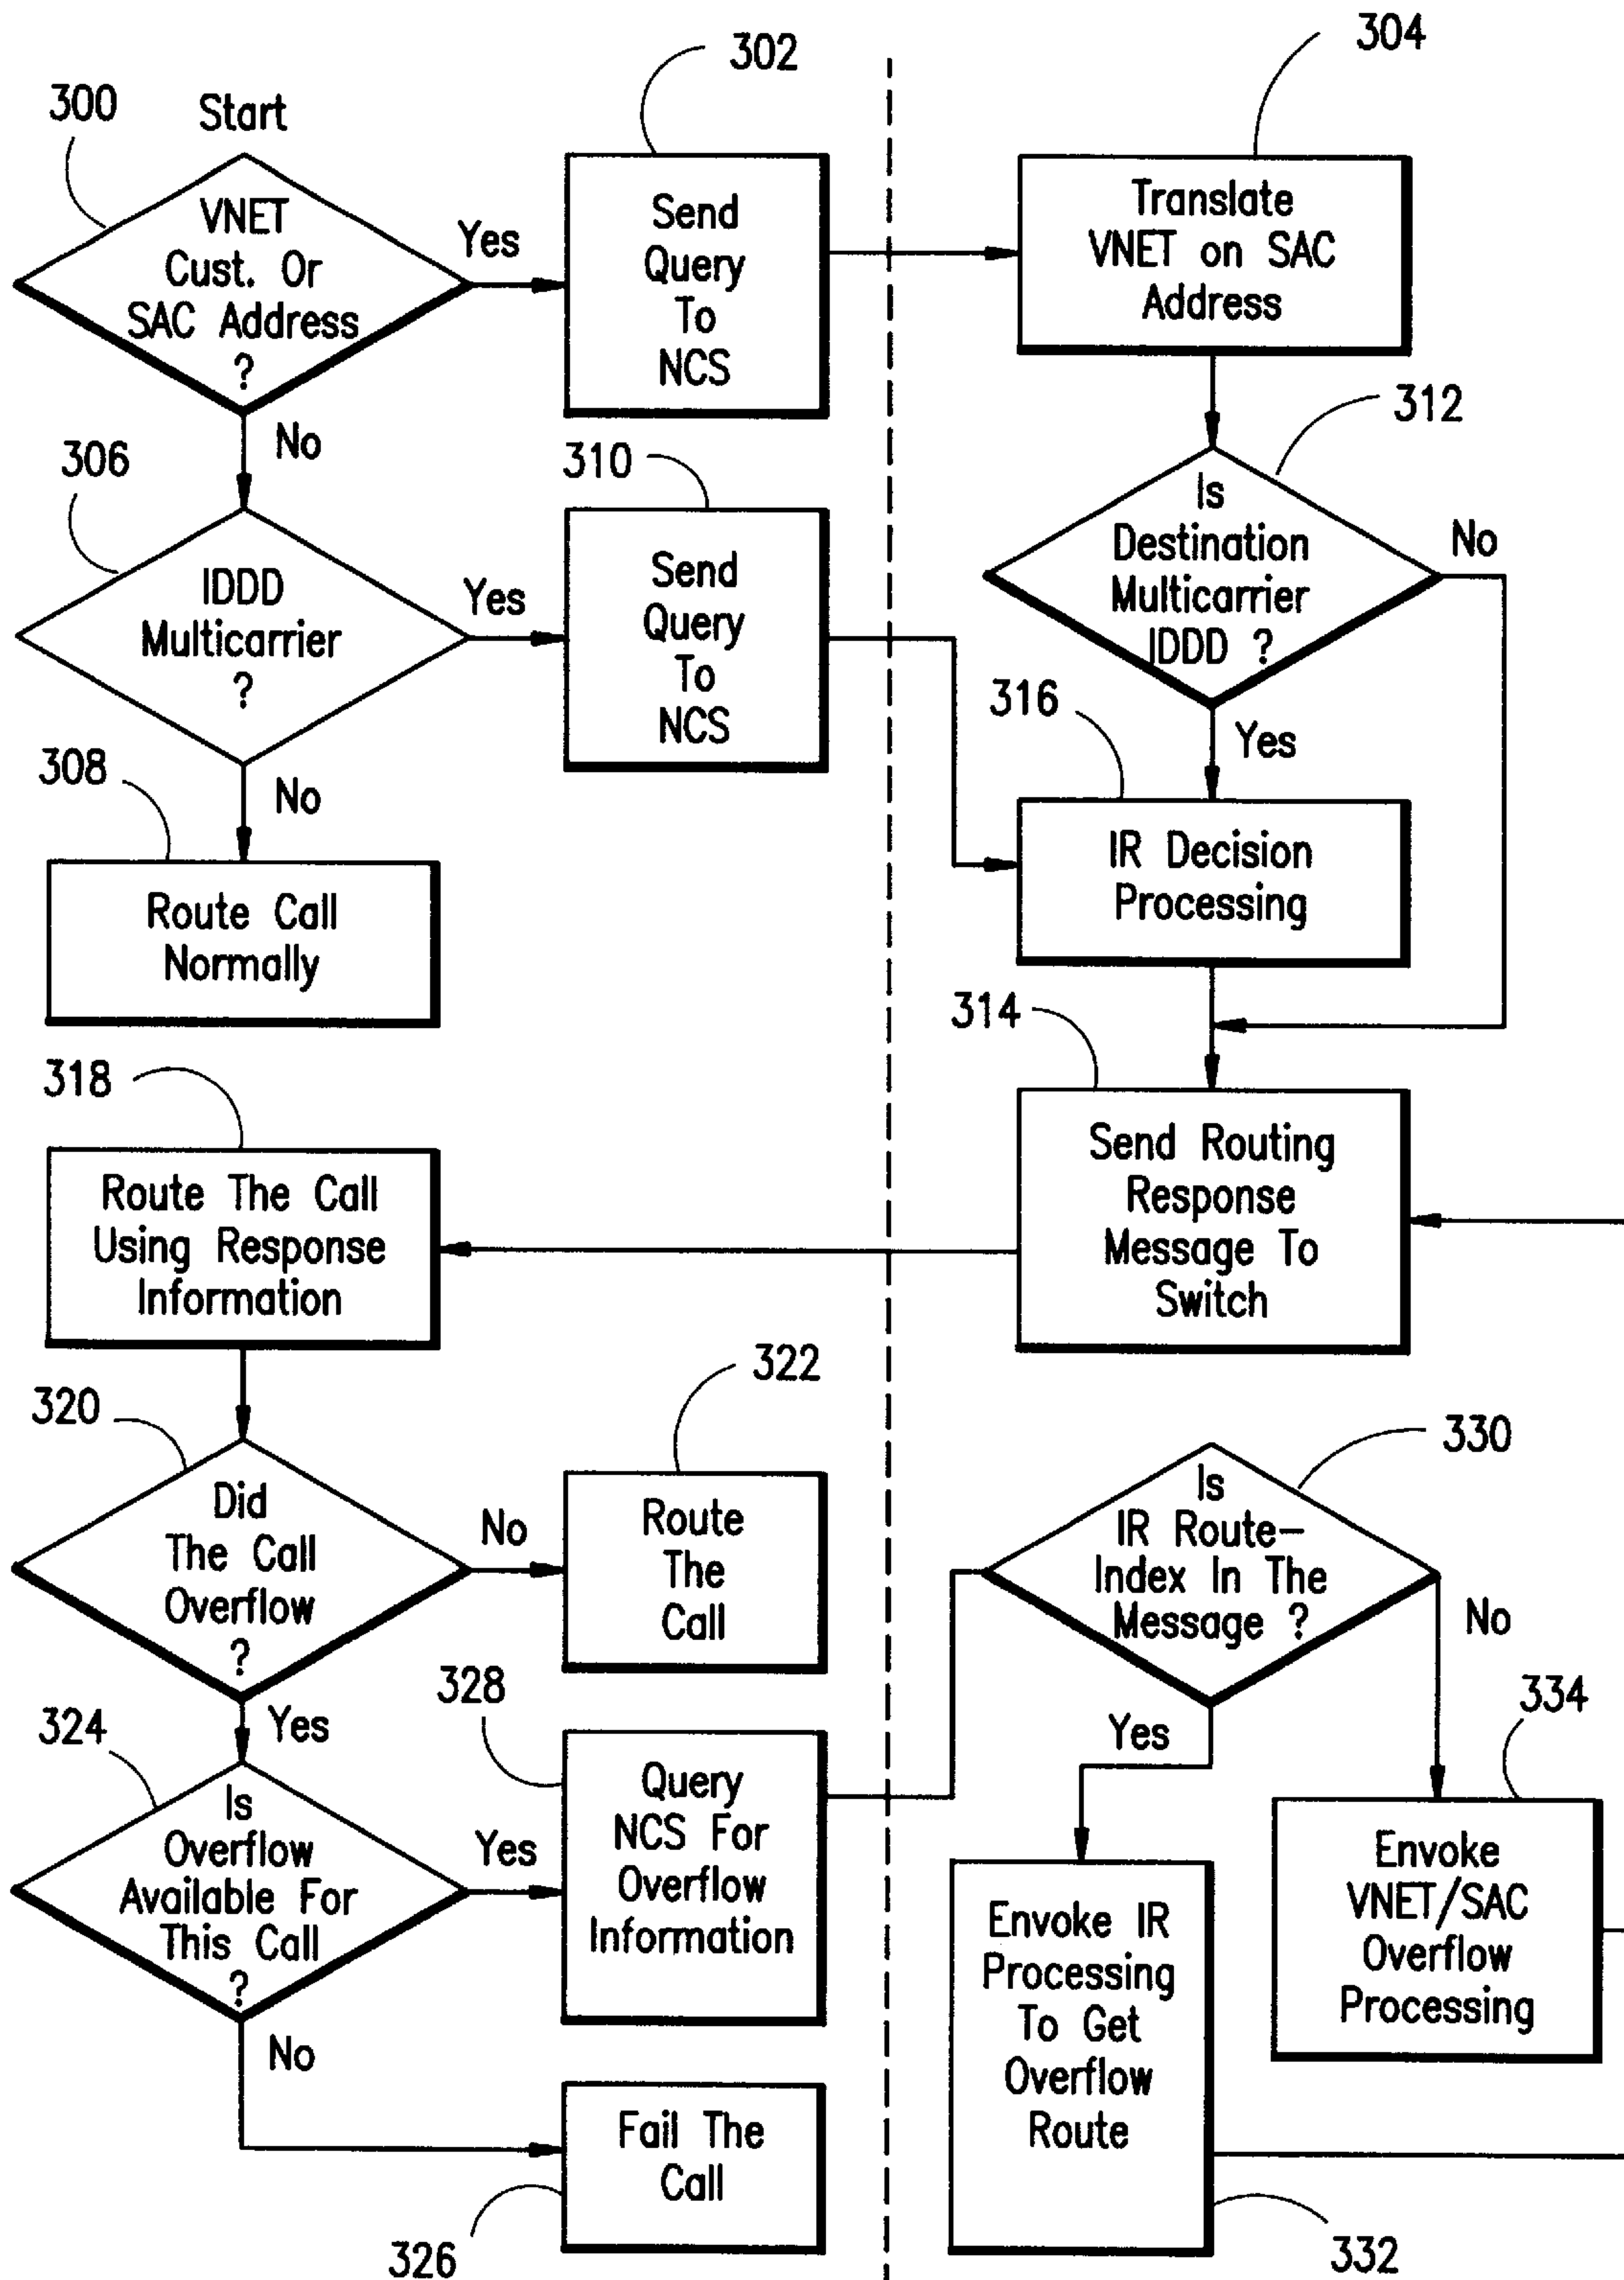 300
Start
302
304
VNET
Cust. Or
SAC Address
?
Yes
Send
Query
To
NCS
Translate
VNET on SAC
Address
No
306
IDDD
Multicarrier
?
Yes
310
Send
Query
To
NCS
312
Is
Destination
Multicarrier
IDDD ?
No
Yes
308
No
Route Call
Normally
316
IR Decision
Processing
314
Send Routing
Response
Message To
Switch
318
Route The Call
Using Response
Information
320
Did
The Call
Overflow
?
No
322
Route
The
Call
Yes
324
Is
Overflow
Available For
This Call
?
Yes
328
Query
NCS For
Overflow
Information
No
Fail The
Call
326
330
Is
IR Route-
Index In The
Message ?
No
Yes
334
Envoke
VNET/SAC
Overflow
Processing
Envoke IR
Processing
To Get
Overflow
Route
332